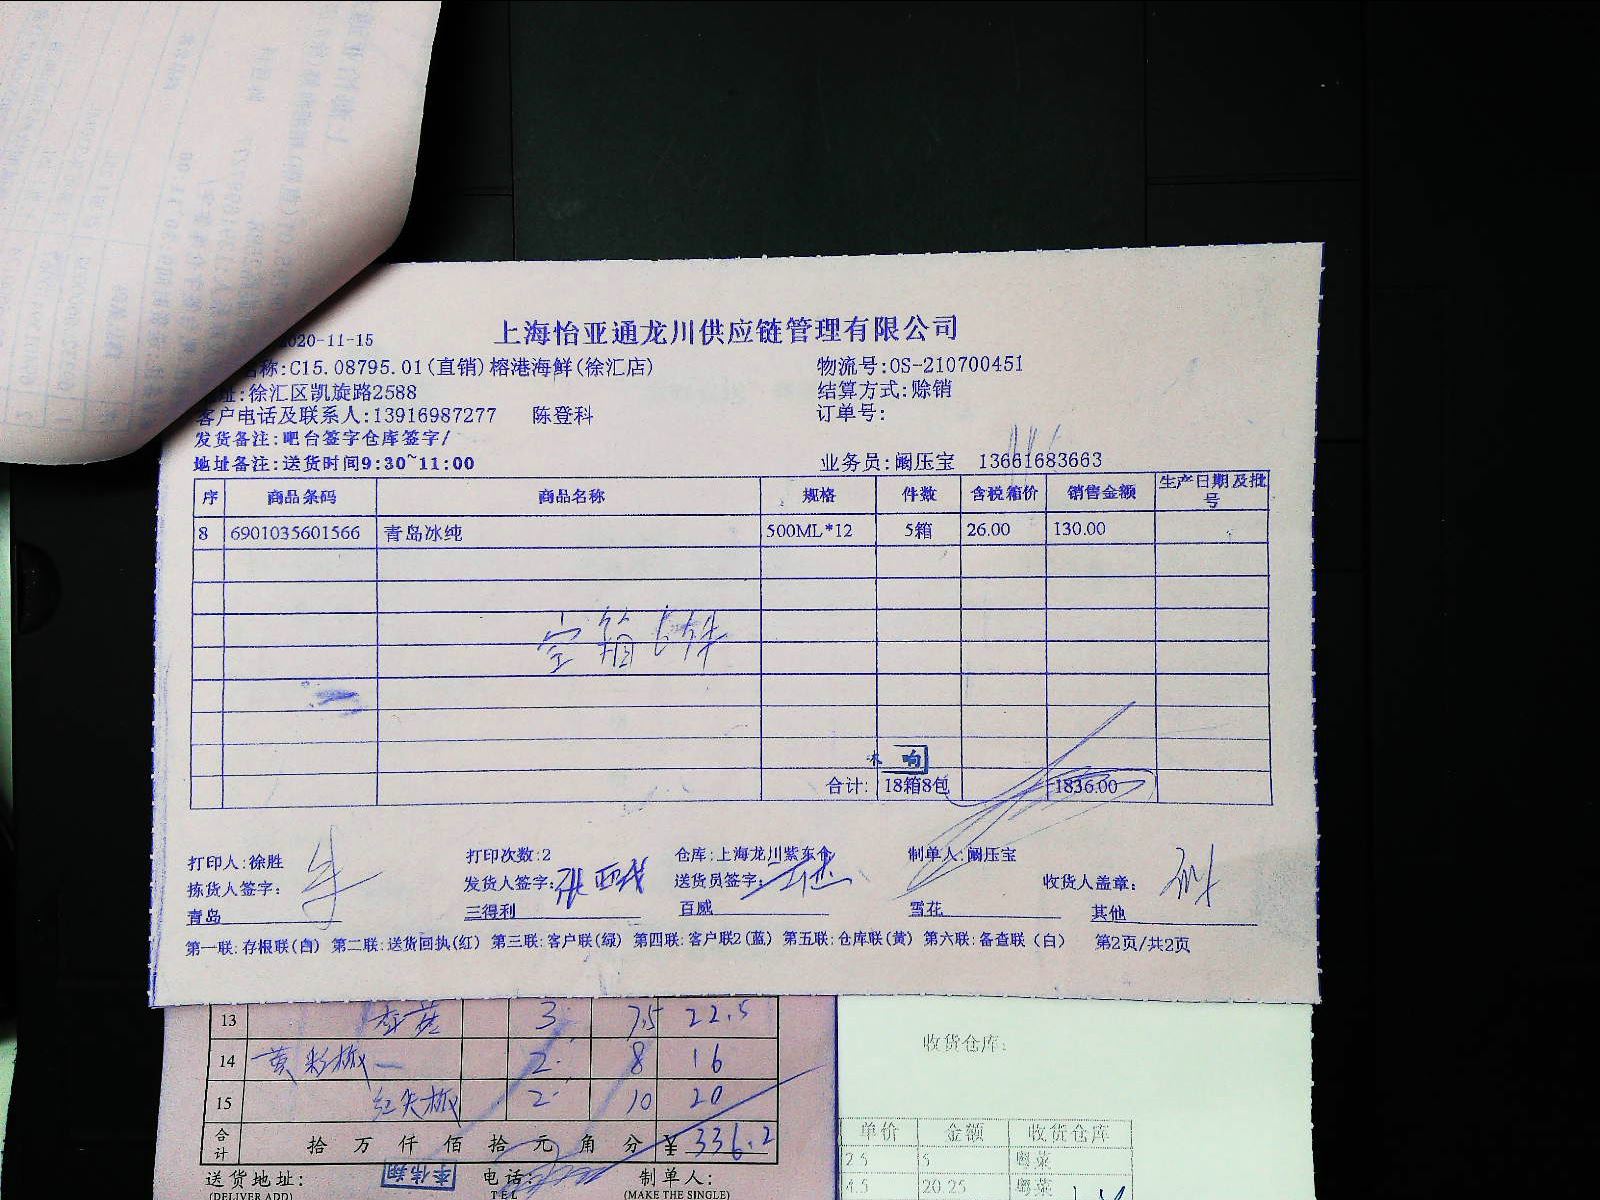 上海怡亚通龙川供应链管理有限公司
2020-11-15
称:C15.08795.01(直销)榕港海鲜(徐汇店)
物流号:OS-210700451
址:徐汇区凯旋路2588
结算方式:赊销
客户电话及联系人:13916987277 陈登科
订单号:
发货备注:吧台签字仓库签字/
地址备注:送货时间9:30~11:00
业务员:阚压宝 13661683663
序 商品条码 商品名称 规格 件数 含税箱价 销售金额 生产日期及批号
8 6901035601566 青岛冰纯 500ML*12 5箱 26.00 130.00
空箱 件
响
合计: 18箱8包 1836.00
打印人:徐胜 打印次数:2 仓库:上海龙川紫东仓 制单人:阚压宝
拣货人签字: 发货人签字: 送货员签字: 收货人盖章:
青岛 三得利 百威 雪花 其他
第一联:存根联(白) 第二联:送货回执(红) 第三联:客户联(绿) 第四联:客户联2(蓝) 第五联:仓库联(黄) 第六联:备查联(白) 第2页/共2页
13 3 7.5 22.5
14 黄彩椒 2 8 16
15 红尖椒 2 10 20
合计 拾 万 仟 佰 拾 元 角 分 ¥336.2
送货地址: 李伟翔 电话: 制单人:
(DELIVER ADD) TEL (MAKE THE SINGLE)
收货仓库:
单价 金额 收货仓库
2.5 5 粤菜
4.5 20.25 粤菜